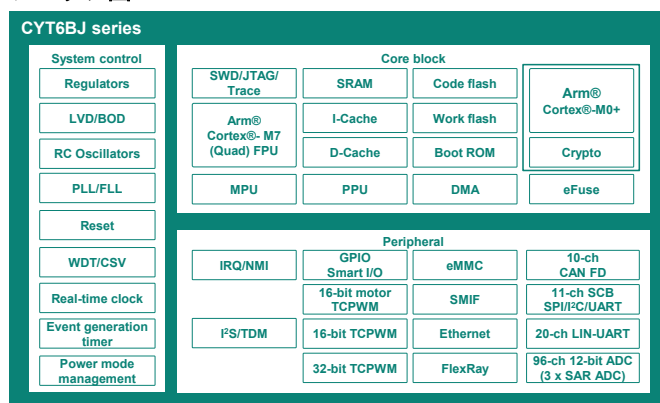 CYT6BJ series
System control
Regulators
LVD/BOD
RC Oscillators
PLL/FLL
Reset
WDT/CSV
Real-time clock
Event generation
timer
Power mode
management
Core block
SWD/JTAG/
Trace
SRAM
Code flash
Arm®
Cortex®-M0+
Arm®
Cortex®- M7
(Quad) FPU
I-Cache
Work flash
D-Cache
Boot ROM
Crypto
MPU
PPU
DMA
eFuse
Peripheral
IRQ/NMI
GPIO
Smart I/O
eMMC
10-ch
CAN FD
16-bit motor
TCPWM
SMIF
11-ch SCB
SPI/I²C/UART
I²S/TDM
16-bit TCPWM
Ethernet
20-ch LIN-UART
32-bit TCPWM
FlexRay
96-ch 12-bit ADC
(3 x SAR ADC)